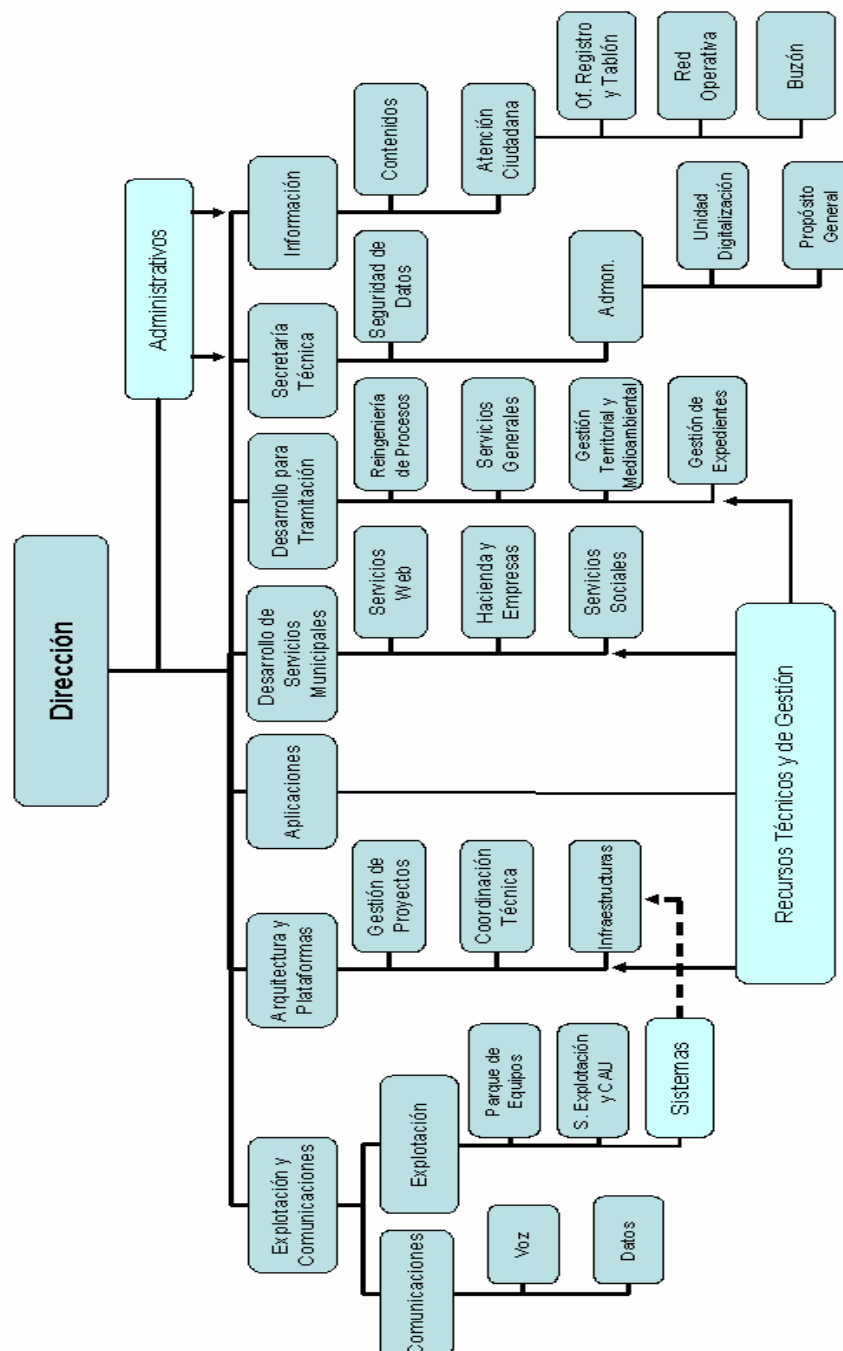 Dirección
Administrativos
Explotación y
Comunicaciones
Arquitectura y
Plataformas
Aplicaciones
Desarrollo de
Servicios
Municipales
Desarrollo para
Tramitación
Secretaría
Técnica
Información
Comunicaciones
Voz
Datos
Explotación
Parque de
Equipos
S. Explotación
y CAU
Sistemas
Gestión de
Proyectos
Coordinación
Técnica
Infraestructuras
Servicios
Web
Hacienda y
Empresas
Servicios
Sociales
Reingeniería
de Procesos
Servicios
Generales
Gestión
Territorial y
Medioambiental
Gestión de
Expedientes
Seguridad de
Datos
Admon.
Unidad
Digitalización
Propósito
General
Contenidos
Atención
Ciudadana
Of. Registro
y Tablón
Red
Operativa
Buzón
Recursos Técnicos y de Gestión